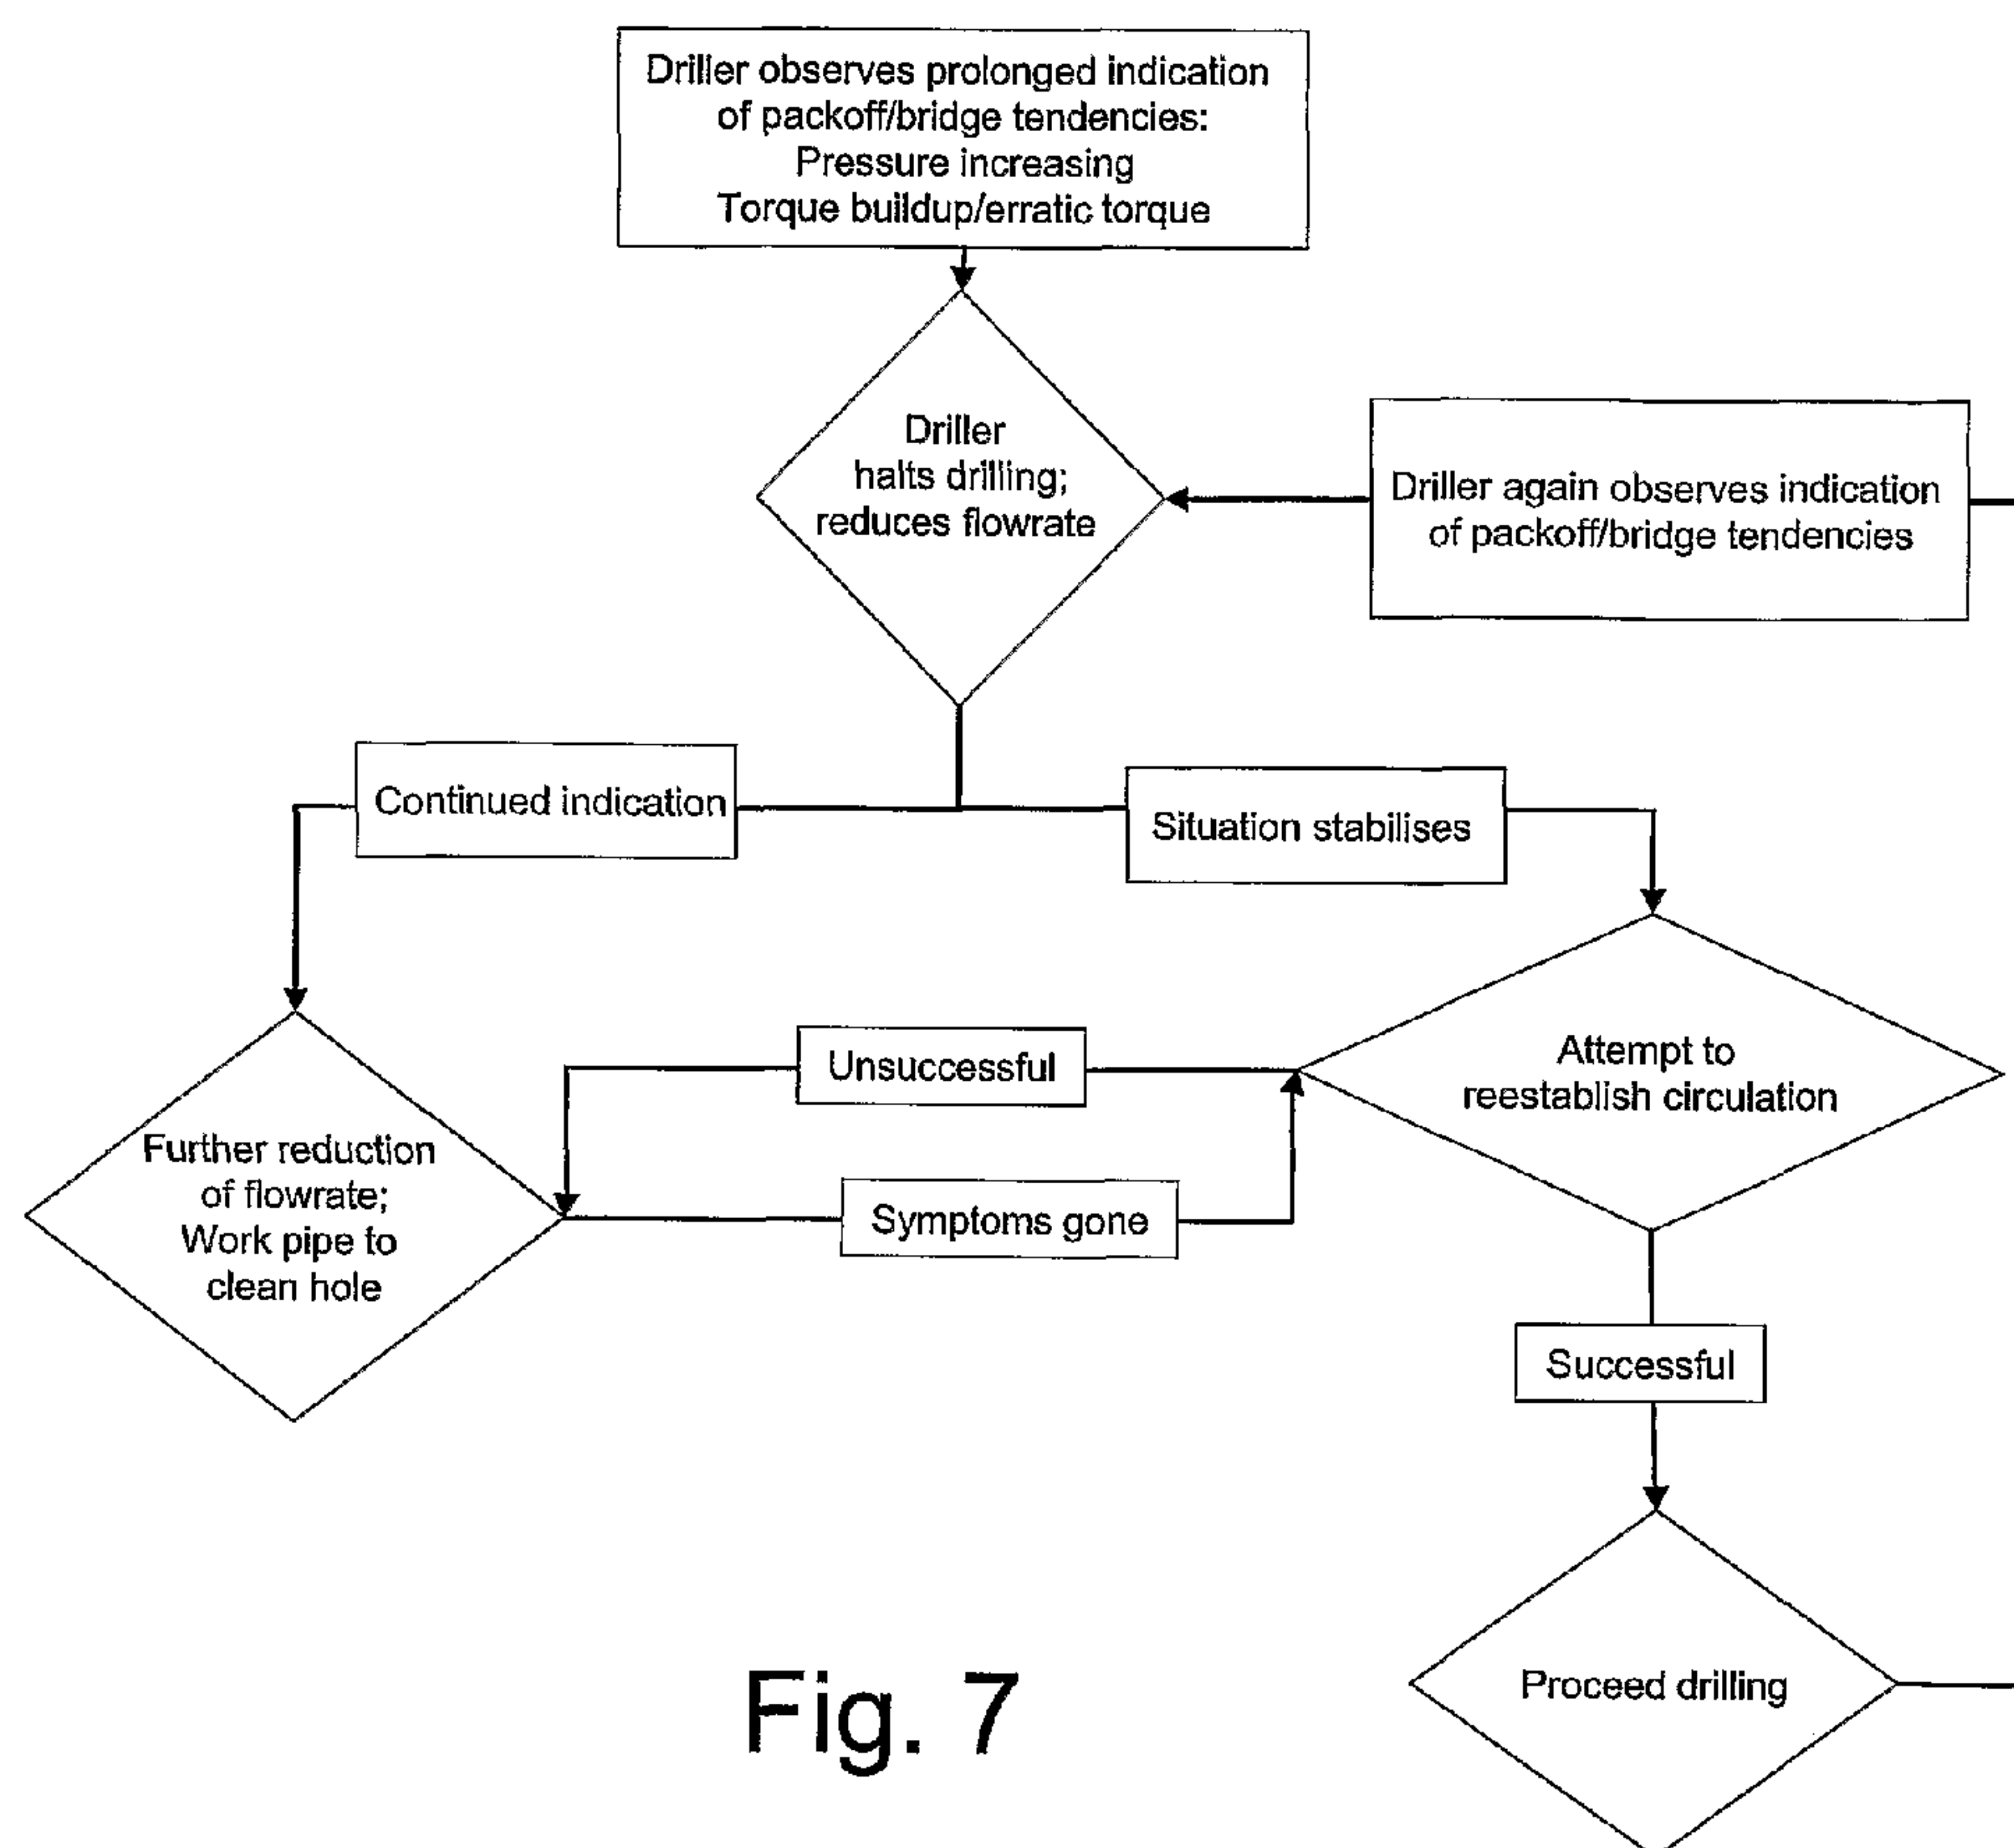 Driller observes prolonged indication
of packoff/bridge tendencies:
Pressure increasing
Torque buildup/erratic torque
Driller
halts drilling;
reduces flowrate
Driller again observes indication
of packoff/bridge tendencies
Continued indication
Situation stabilises
Unsuccessful
Attempt to
reestablish circulation
Further reduction
of flowrate;
Work pipe to
clean hole
Symptoms gone
Successful
Proceed drilling
Fig. 7